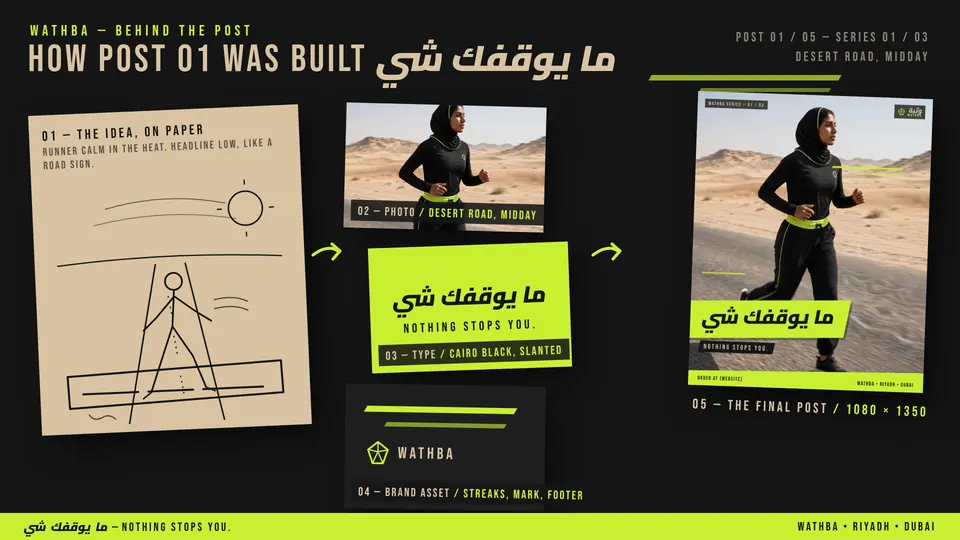 WATHBA – BEHIND THE POST
HOW POST 01 WAS BUILT ما يوقفك شي
POST 01 / 05 – SERIES 01 / 03
DESERT ROAD, MIDDAY
01 – THE IDEA, ON PAPER
RUNNER CALM IN THE HEAT. HEADLINE LOW, LIKE A
ROAD SIGN.
02 – PHOTO / DESERT ROAD, MIDDAY
ما يوقفك شي
NOTHING STOPS YOU.
03 – TYPE / CAIRO BLACK, SLANTED
WATHBA
04 – BRAND ASSET / STREAKS, MARK, FOOTER
WATHBA SERIES – 01 / 03
وثبة
WATHBA
ما يوقفك شي
NOTHING STOPS YOU.
ORDER AT [WEBSITE]
WATHBA • RIYADH • DUBAI
05 – THE FINAL POST / 1080 × 1350
ما يوقفك شي – NOTHING STOPS YOU.
WATHBA • RIYADH • DUBAI